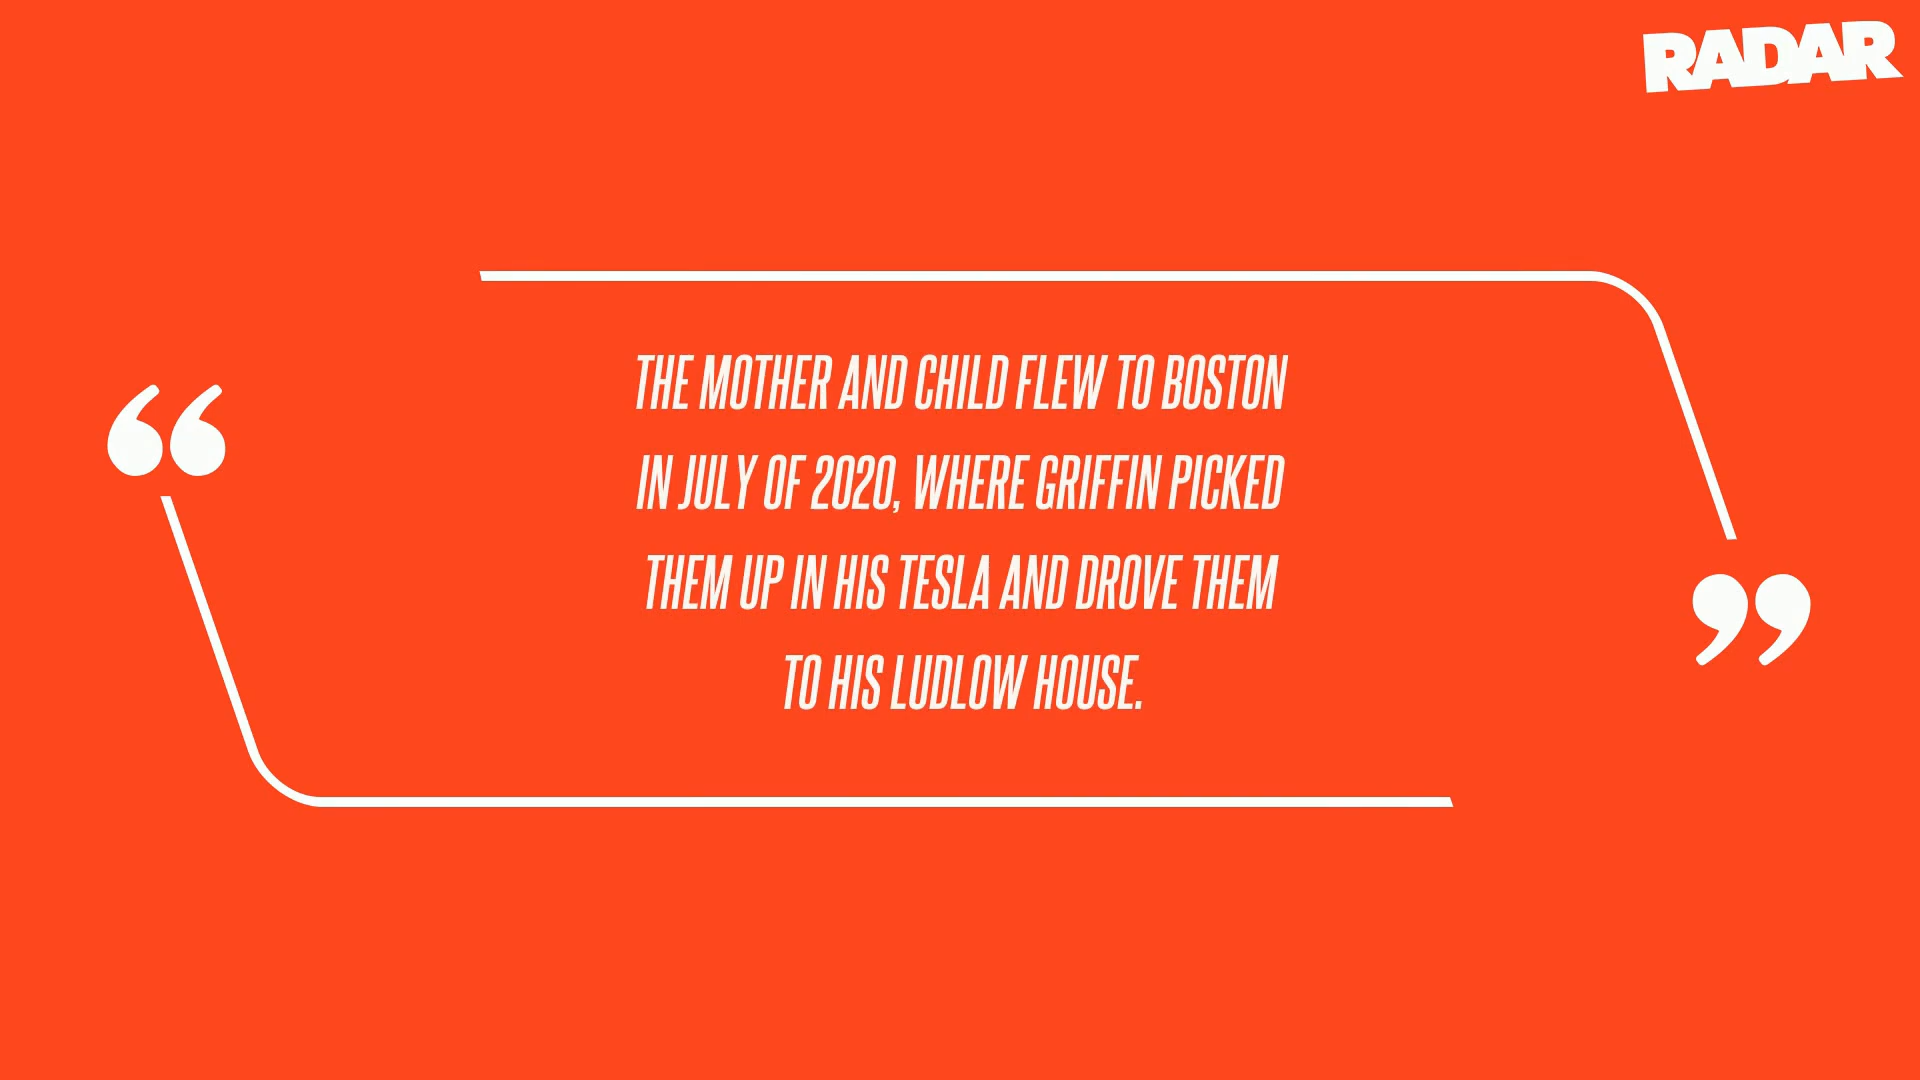 RADAR
THE MOTHER AND CHILD FLEW TO BOSTON
IN JULY OF 2020, WHERE GRIFFIN PICKED
THEM UP IN HIS TESLA AND DROVE THEM
TO HIS LUDLOW HOUSE.